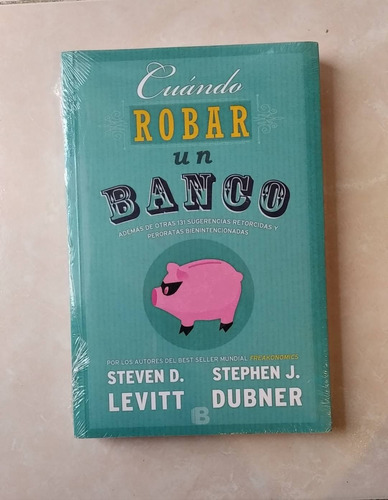 Cuándo
ROBAR
un
BANCO
ADEMÁS DE OTRAS 131 SUGERENCIAS RETORCIDAS Y
PERORATAS BIENINTENCIONADAS
POR LOS AUTORES DEL BEST SELLER MUNDIAL FREAKONOMICS
STEVEN D. LEVITT
STEPHEN J. DUBNER
B